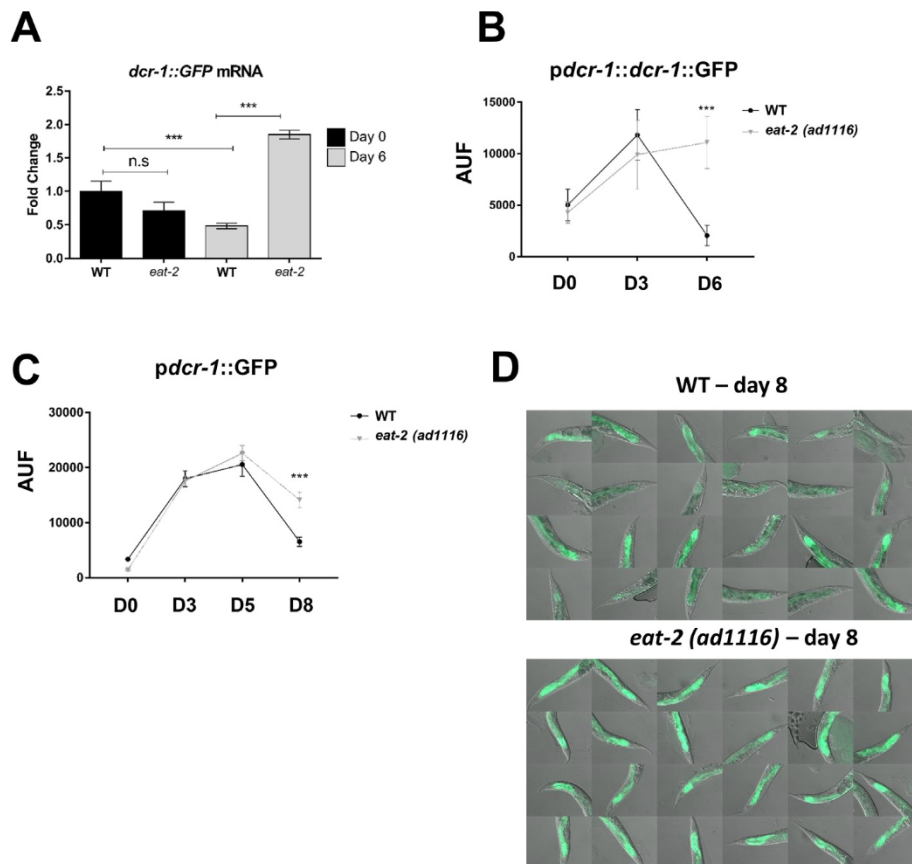 A
dcr-1::GFP mRNA
Fold Change
2.5
2.0
1.5
1.0
0.5
0.0
***
***
n.s
Day 0
Day 6
WT
eat-2
WT
eat-2
B
pdcr-1::dcr-1::GFP
AUF
15000
10000
5000
0
***
WT
eat-2 (ad1116)
D0
D3
D6
C
pdcr-1::GFP
AUF
30000
20000
10000
0
***
WT
eat-2 (ad1116)
D0
D3
D5
D8
D
WT – day 8
eat-2 (ad1116) – day 8